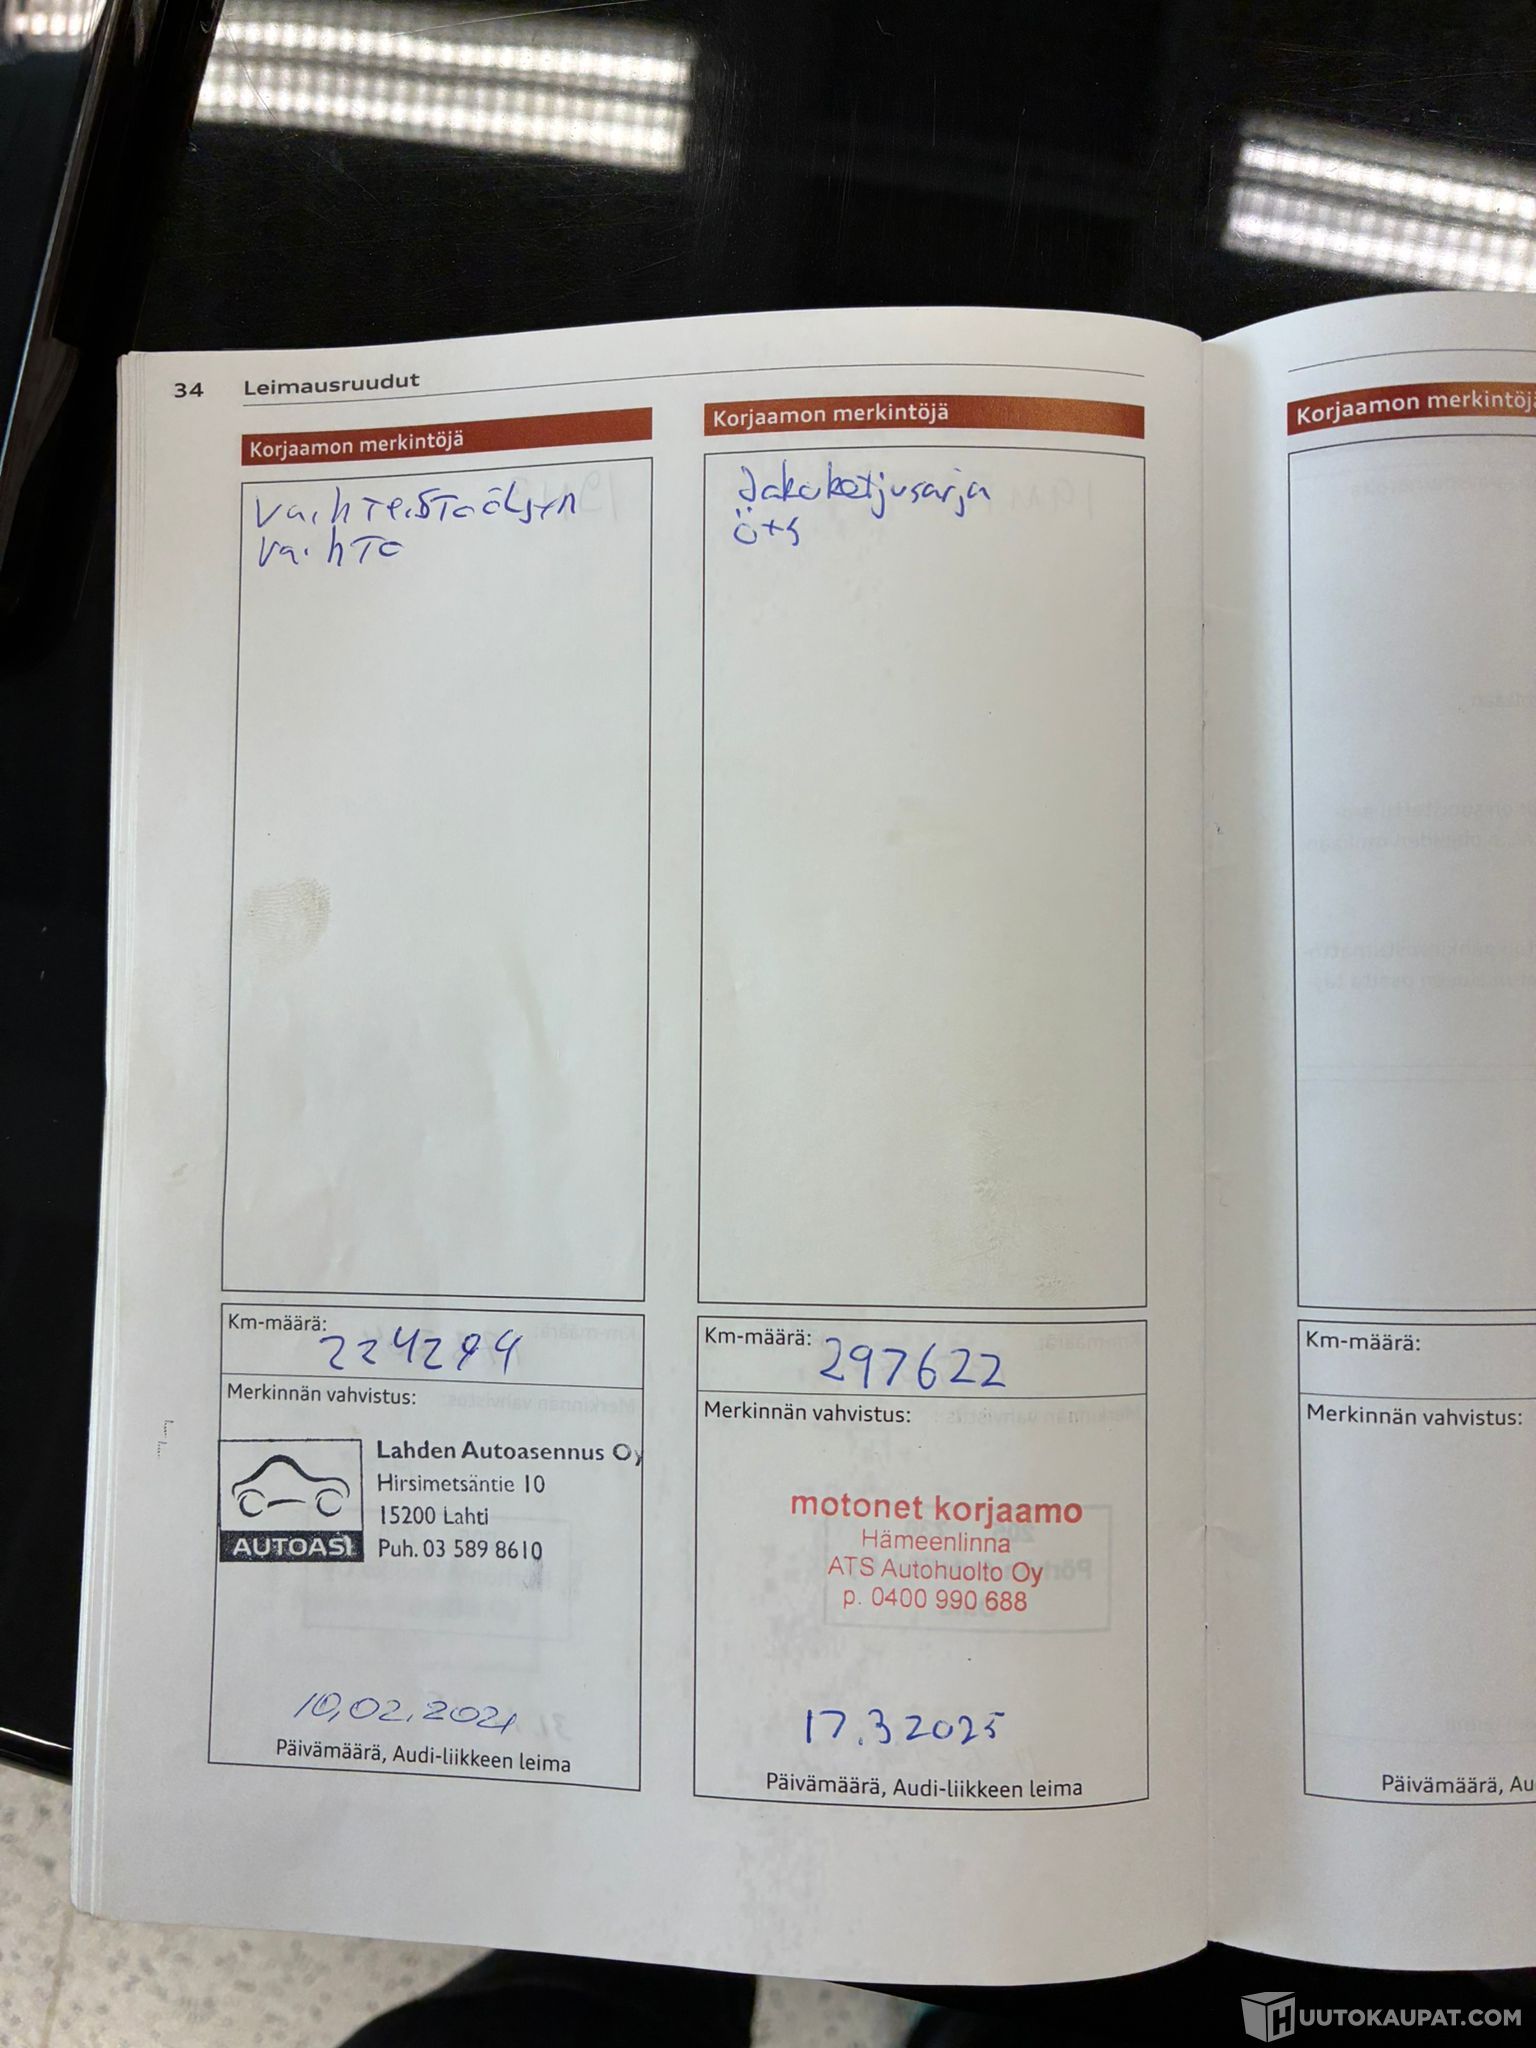 34 Leimausruudut
Korjaamon merkintöjä
Vaihteistoöljyn
Vaihto
Km-määrä: 224294
Merkinnän vahvistus:
Lahden Autoasennus Oy
Hirsimetsäntie 10
15200 Lahti
AUTOASI
Puh. 03 589 8610
10.02.2021
Päivämäärä, Audi-liikkeen leima
Korjaamon merkintöjä
Jakoketjusarja
Öts
Km-määrä: 297622
Merkinnän vahvistus:
motonet korjaamo
Hämeenlinna
ATS Autohuolto Oy
p. 0400 990 688
17.3 2025
Päivämäärä, Audi-liikkeen leima
Korjaamon merkintöjä
Km-määrä:
Merkinnän vahvistus:
Päivämäärä, Au
HUUTOKAUPAT.COM